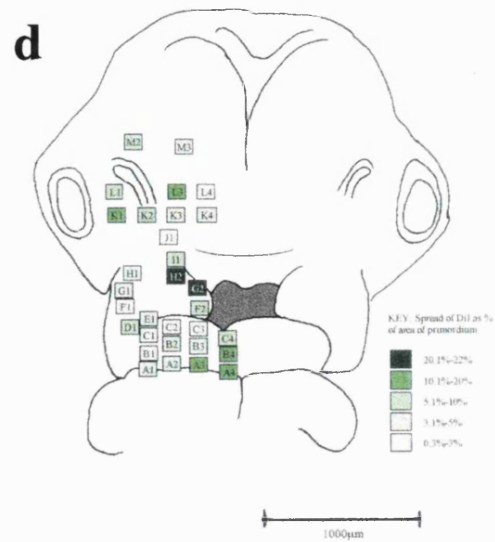 d
M2 M3
L1 L3 L4
K1 K2 K3 K4
J1
I1
H1 H2
G1 G2
F1 F2
D1 E1 C2 C3
C1 B2 B3 C4
B1 B4
A1 A2 A3 A4
KEY: Spread of DiI as %
of area of primordium
20.1%-22%
10.1%-20%
5.1%-10%
3.1%-5%
0.3%-3%
1000µm